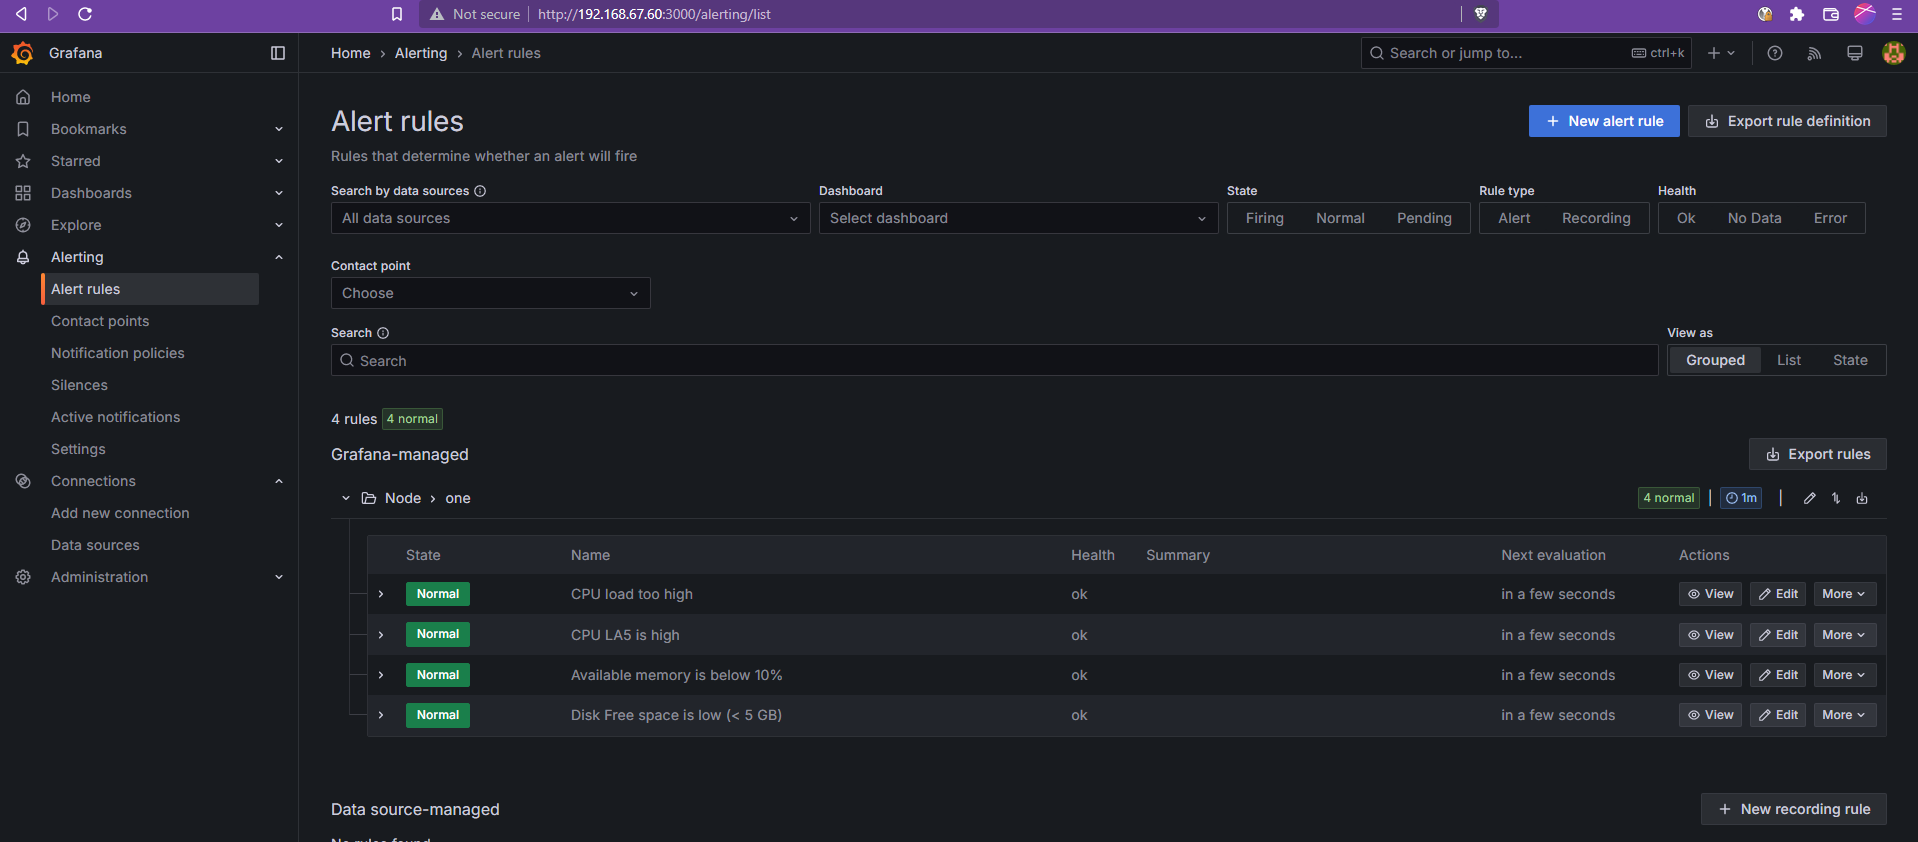 Not secure http://192.168.67.60:3000/alerting/list
Grafana
Home › Alerting › Alert rules
Search or jump to... ctrl+k
Home
Bookmarks
Starred
Dashboards
Explore
Alerting
Alert rules
Contact points
Notification policies
Silences
Active notifications
Settings
Connections
Add new connection
Data sources
Administration
Alert rules
New alert rule
Export rule definition
Rules that determine whether an alert will fire
Search by data sources
All data sources
Dashboard
Select dashboard
State
Firing Normal Pending
Rule type
Alert Recording
Health
Ok No Data Error
Contact point
Choose
Search
Search
View as
Grouped List State
4 rules 4 normal
Grafana-managed
Export rules
Node › one
4 normal | 1m |
State Name Health Summary Next evaluation Actions
Normal CPU load too high ok in a few seconds View Edit More
Normal CPU LA5 is high ok in a few seconds View Edit More
Normal Available memory is below 10% ok in a few seconds View Edit More
Normal Disk Free space is low (< 5 GB) ok in a few seconds View Edit More
Data source-managed
New recording rule
No rules found